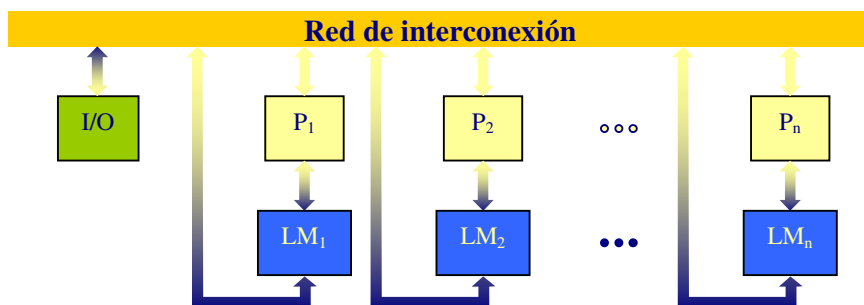 Red de interconexión
I/O P₁ P₂ Pₙ
LM₁ LM₂ LMₙ